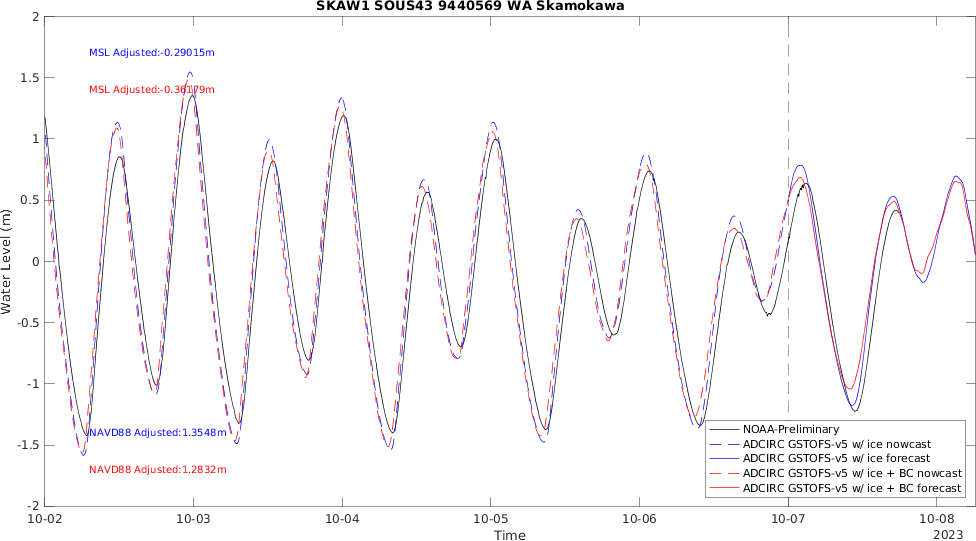 SKAW1 SOUS43 9440569 WA Skamokawa
2
1.5
1
0.5
0
-0.5
-1
-1.5
-2
Water Level (m)
MSL Adjusted:-0.29015m
MSL Adjusted:-0.36179m
NAVD88 Adjusted:1.3548m
NAVD88 Adjusted:1.2832m
NOAA-Preliminary
ADCIRC GSTOFS-v5 w/ ice nowcast
ADCIRC GSTOFS-v5 w/ ice forecast
ADCIRC GSTOFS-v5 w/ ice + BC nowcast
ADCIRC GSTOFS-v5 w/ ice + BC forecast
10-02 10-03 10-04 10-05 10-06 10-07 10-08
Time
2023